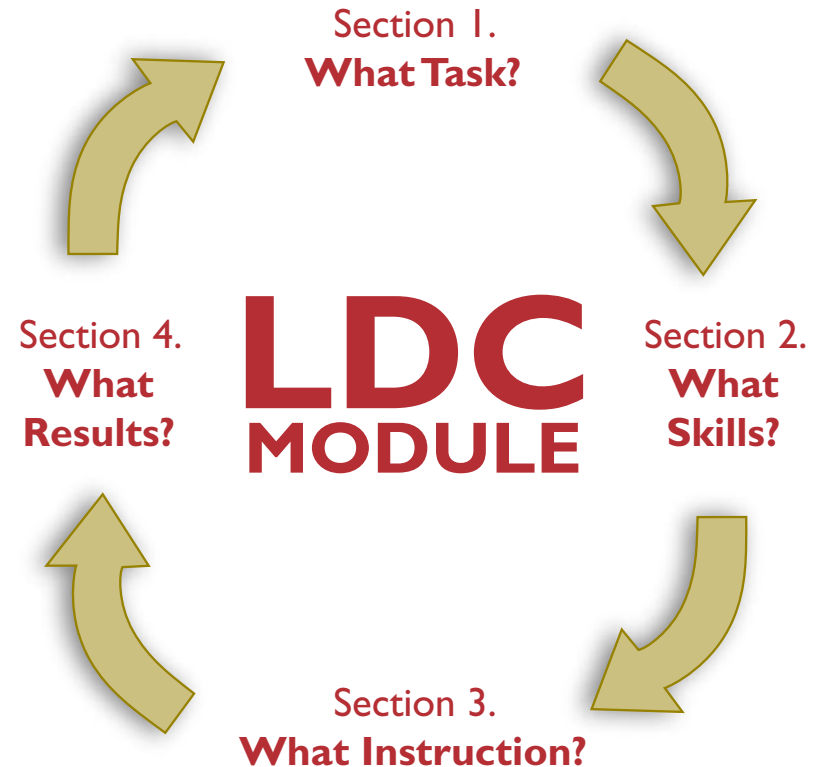 Section 1.
What Task?
Section 4.
What
Results?
LDC
MODULE
Section 2.
What
Skills?
Section 3.
What Instruction?